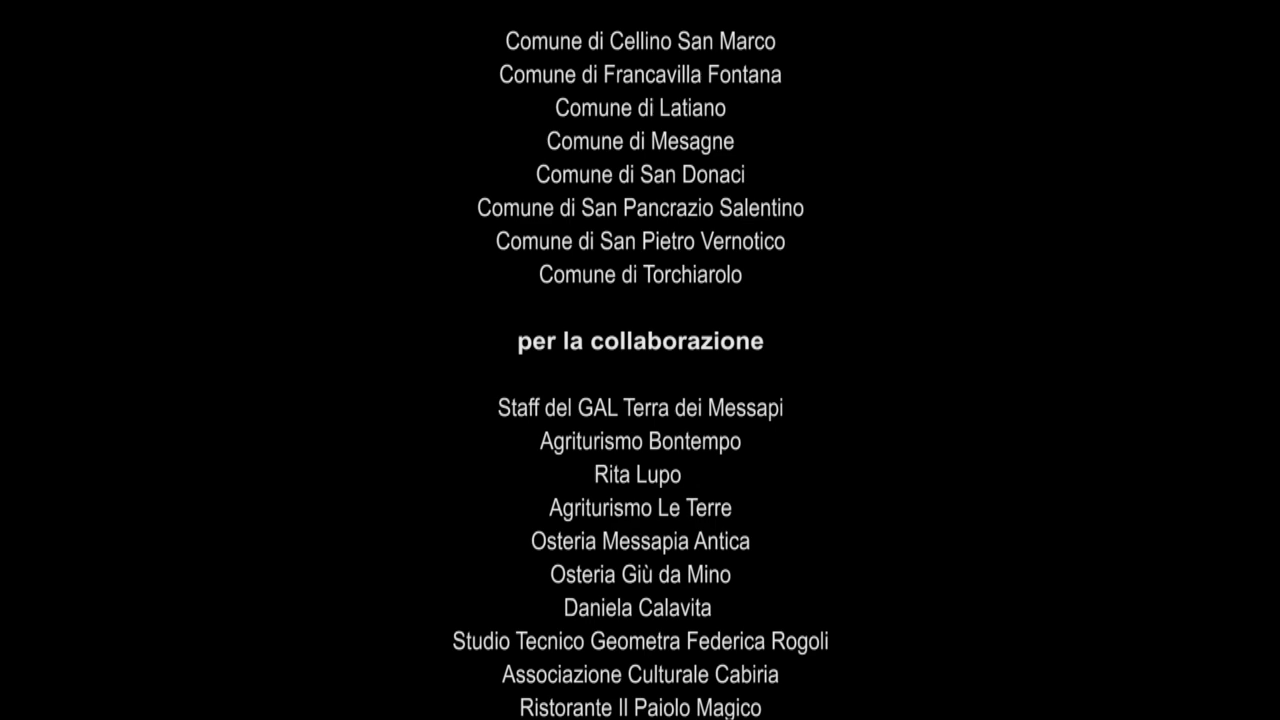 Comune di Cellino San Marco
Comune di Francavilla Fontana
Comune di Latiano
Comune di Mesagne
Comune di San Donaci
Comune di San Pancrazio Salentino
Comune di San Pietro Vernotico
Comune di Torchiarolo
per la collaborazione
Staff del GAL Terra dei Messapi
Agriturismo Bontempo
Rita Lupo
Agriturismo Le Terre
Osteria Messapia Antica
Osteria Giù da Mino
Daniela Calavita
Studio Tecnico Geometra Federica Rogoli
Associazione Culturale Cabiria
Ristorante Il Paiolo Magico